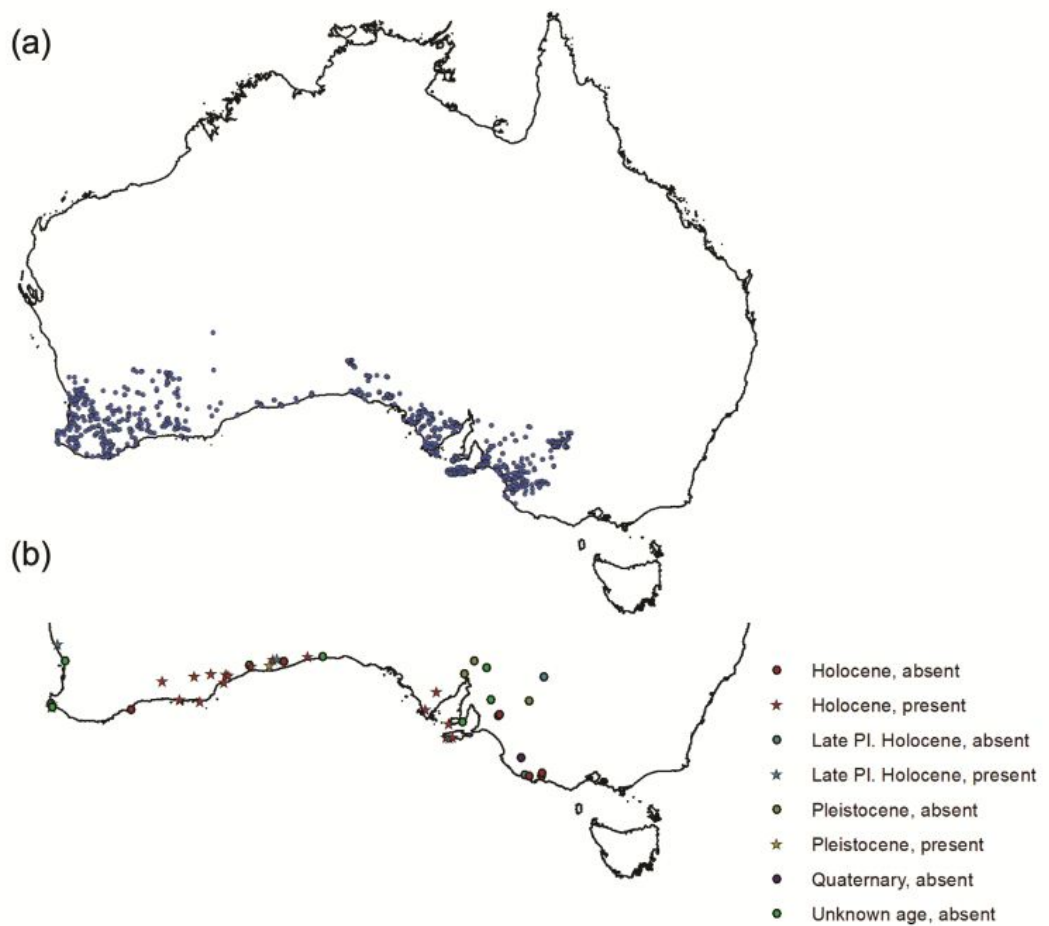 (a)
(b)
Holocene, absent
Holocene, present
Late Pl. Holocene, absent
Late Pl. Holocene, present
Pleistocene, absent
Pleistocene, present
Quaternary, absent
Unknown age, absent